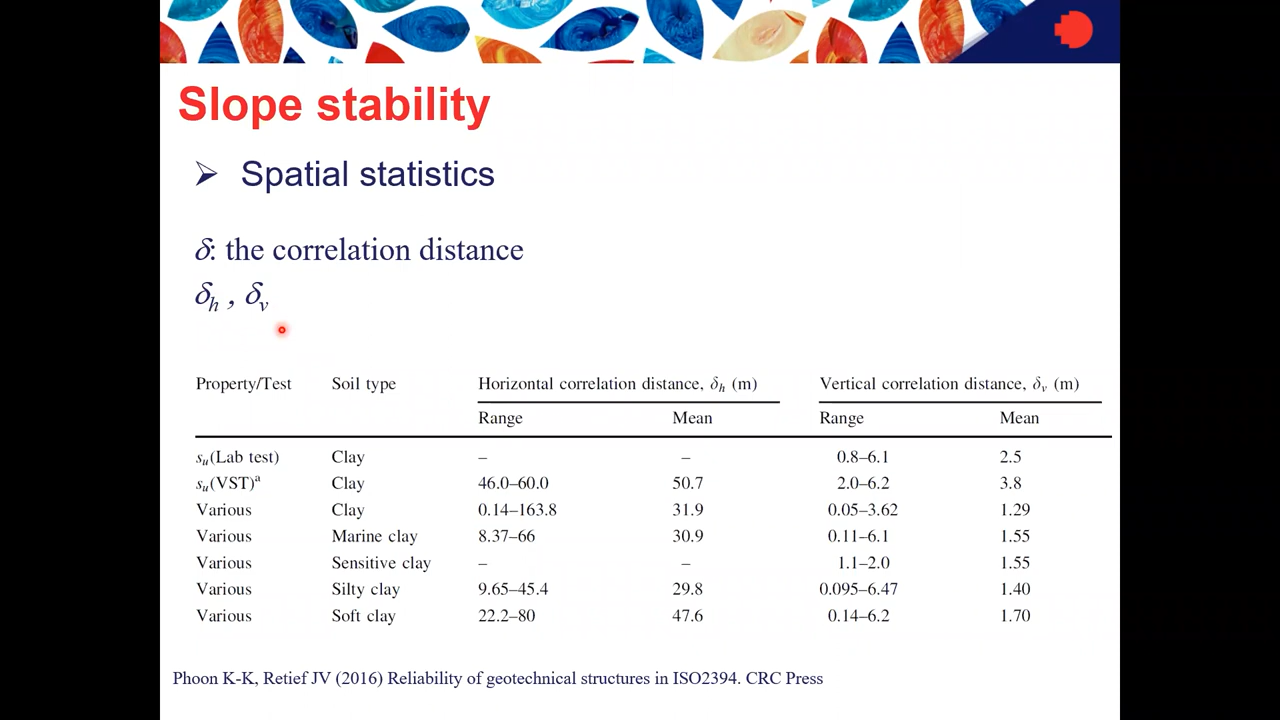 Slope stability
➢ Spatial statistics
δ: the correlation distance
δh , δv
Property/Test Soil type Horizontal correlation distance, δh (m) Vertical correlation distance, δv (m)
Range Mean Range Mean
su(Lab test) Clay – – 0.8–6.1 2.5
su(VST)a Clay 46.0–60.0 50.7 2.0–6.2 3.8
Various Clay 0.14–163.8 31.9 0.05–3.62 1.29
Various Marine clay 8.37–66 30.9 0.11–6.1 1.55
Various Sensitive clay – – 1.1–2.0 1.55
Various Silty clay 9.65–45.4 29.8 0.095–6.47 1.40
Various Soft clay 22.2–80 47.6 0.14–6.2 1.70
Phoon K-K, Retief JV (2016) Reliability of geotechnical structures in ISO2394. CRC Press